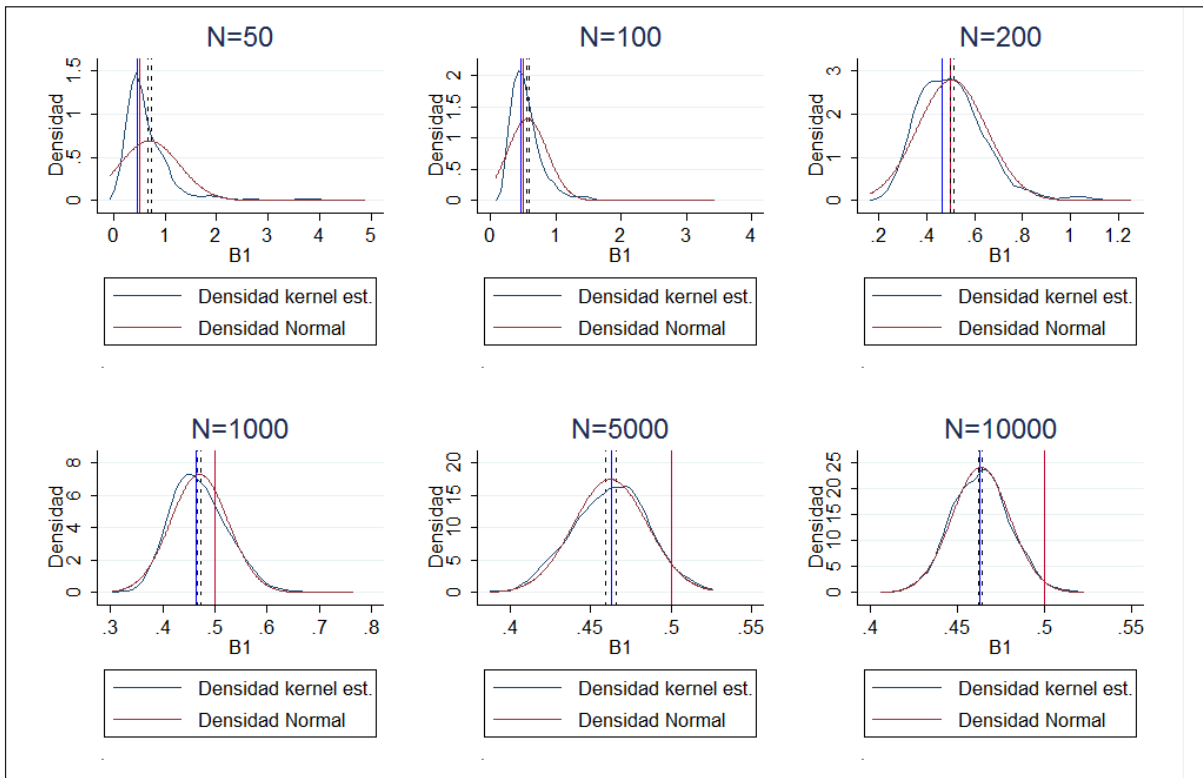 N=50
N=100
N=200
Densidad
0 .5 1 1.5
0 1 2 3 4 5
B1
Densidad
0 .5 1 1.5 2
0 1 2 3 4
B1
Densidad
0 1 2 3
.2 .4 .6 .8 1 1.2
B1
Densidad kernel est.
Densidad Normal
Densidad kernel est.
Densidad Normal
Densidad kernel est.
Densidad Normal
N=1000
N=5000
N=10000
Densidad
0 2 4 6 8
.3 .4 .5 .6 .7 .8
B1
Densidad
0 5 10 15 20
.4 .45 .5 .55
B1
Densidad
0 5 10 15 20 25
.4 .45 .5 .55
B1
Densidad kernel est.
Densidad Normal
Densidad kernel est.
Densidad Normal
Densidad kernel est.
Densidad Normal